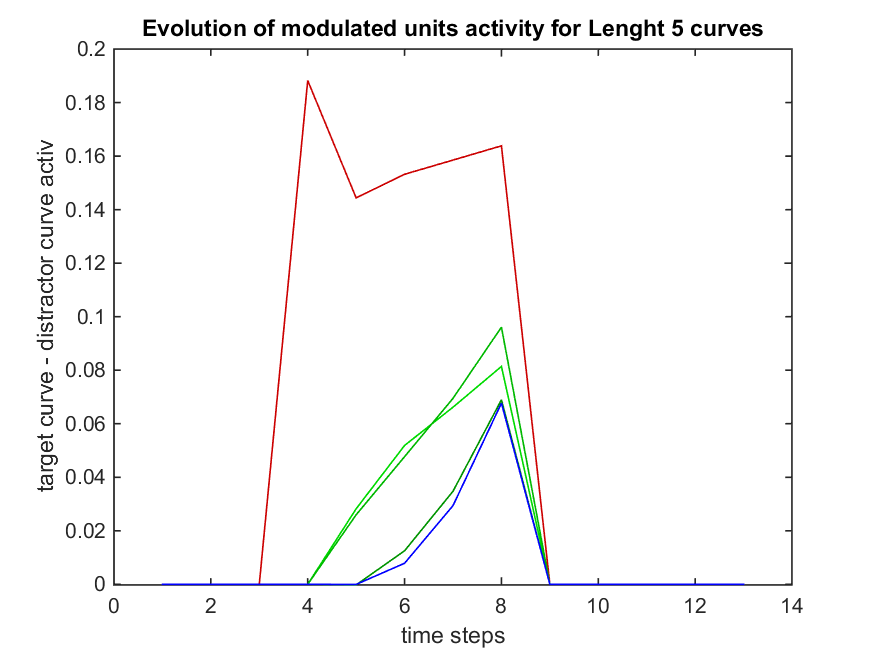 Evolution of modulated units activity for Lenght 5 curves
0.2
0.18
0.16
0.14
0.12
0.1
0.08
0.06
0.04
0.02
0
target curve - distractor curve activ
0 2 4 6 8 10 12 14
time steps